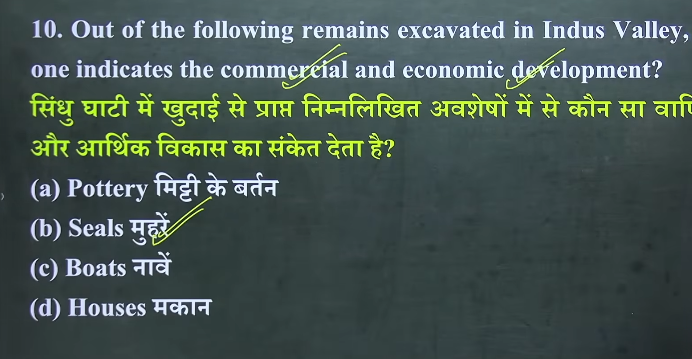 10. Out of the following remains excavated in Indus Valley,
one indicates the commercial and economic development?
सिंधु घाटी में खुदाई से प्राप्त निम्नलिखित अवशेषों में से कौन सा
और आर्थिक विकास का संकेत देता है?
(a) Pottery मिट्टी के बर्तन
(b) Seals मुहरें
(c) Boats नावें
(d) Houses मकान